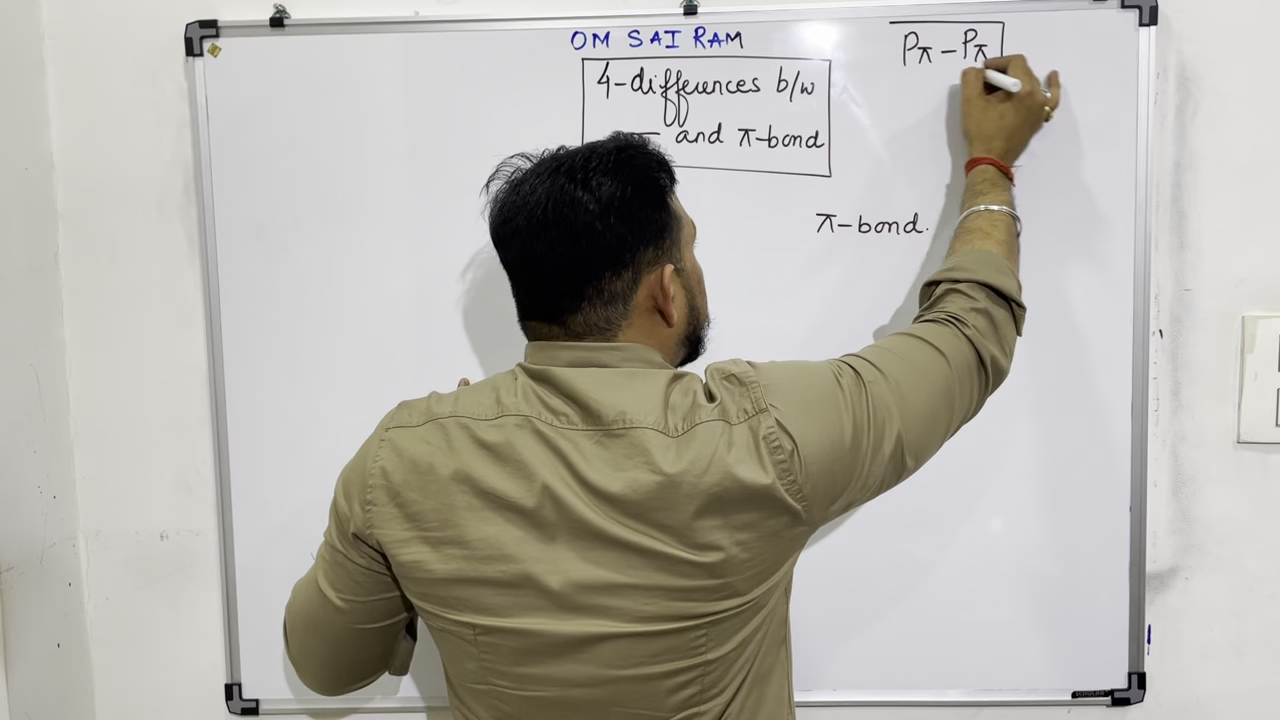 OM SAI RAM
Pπ-Pπ
4-differences b/w
and π-bond
π-bond.